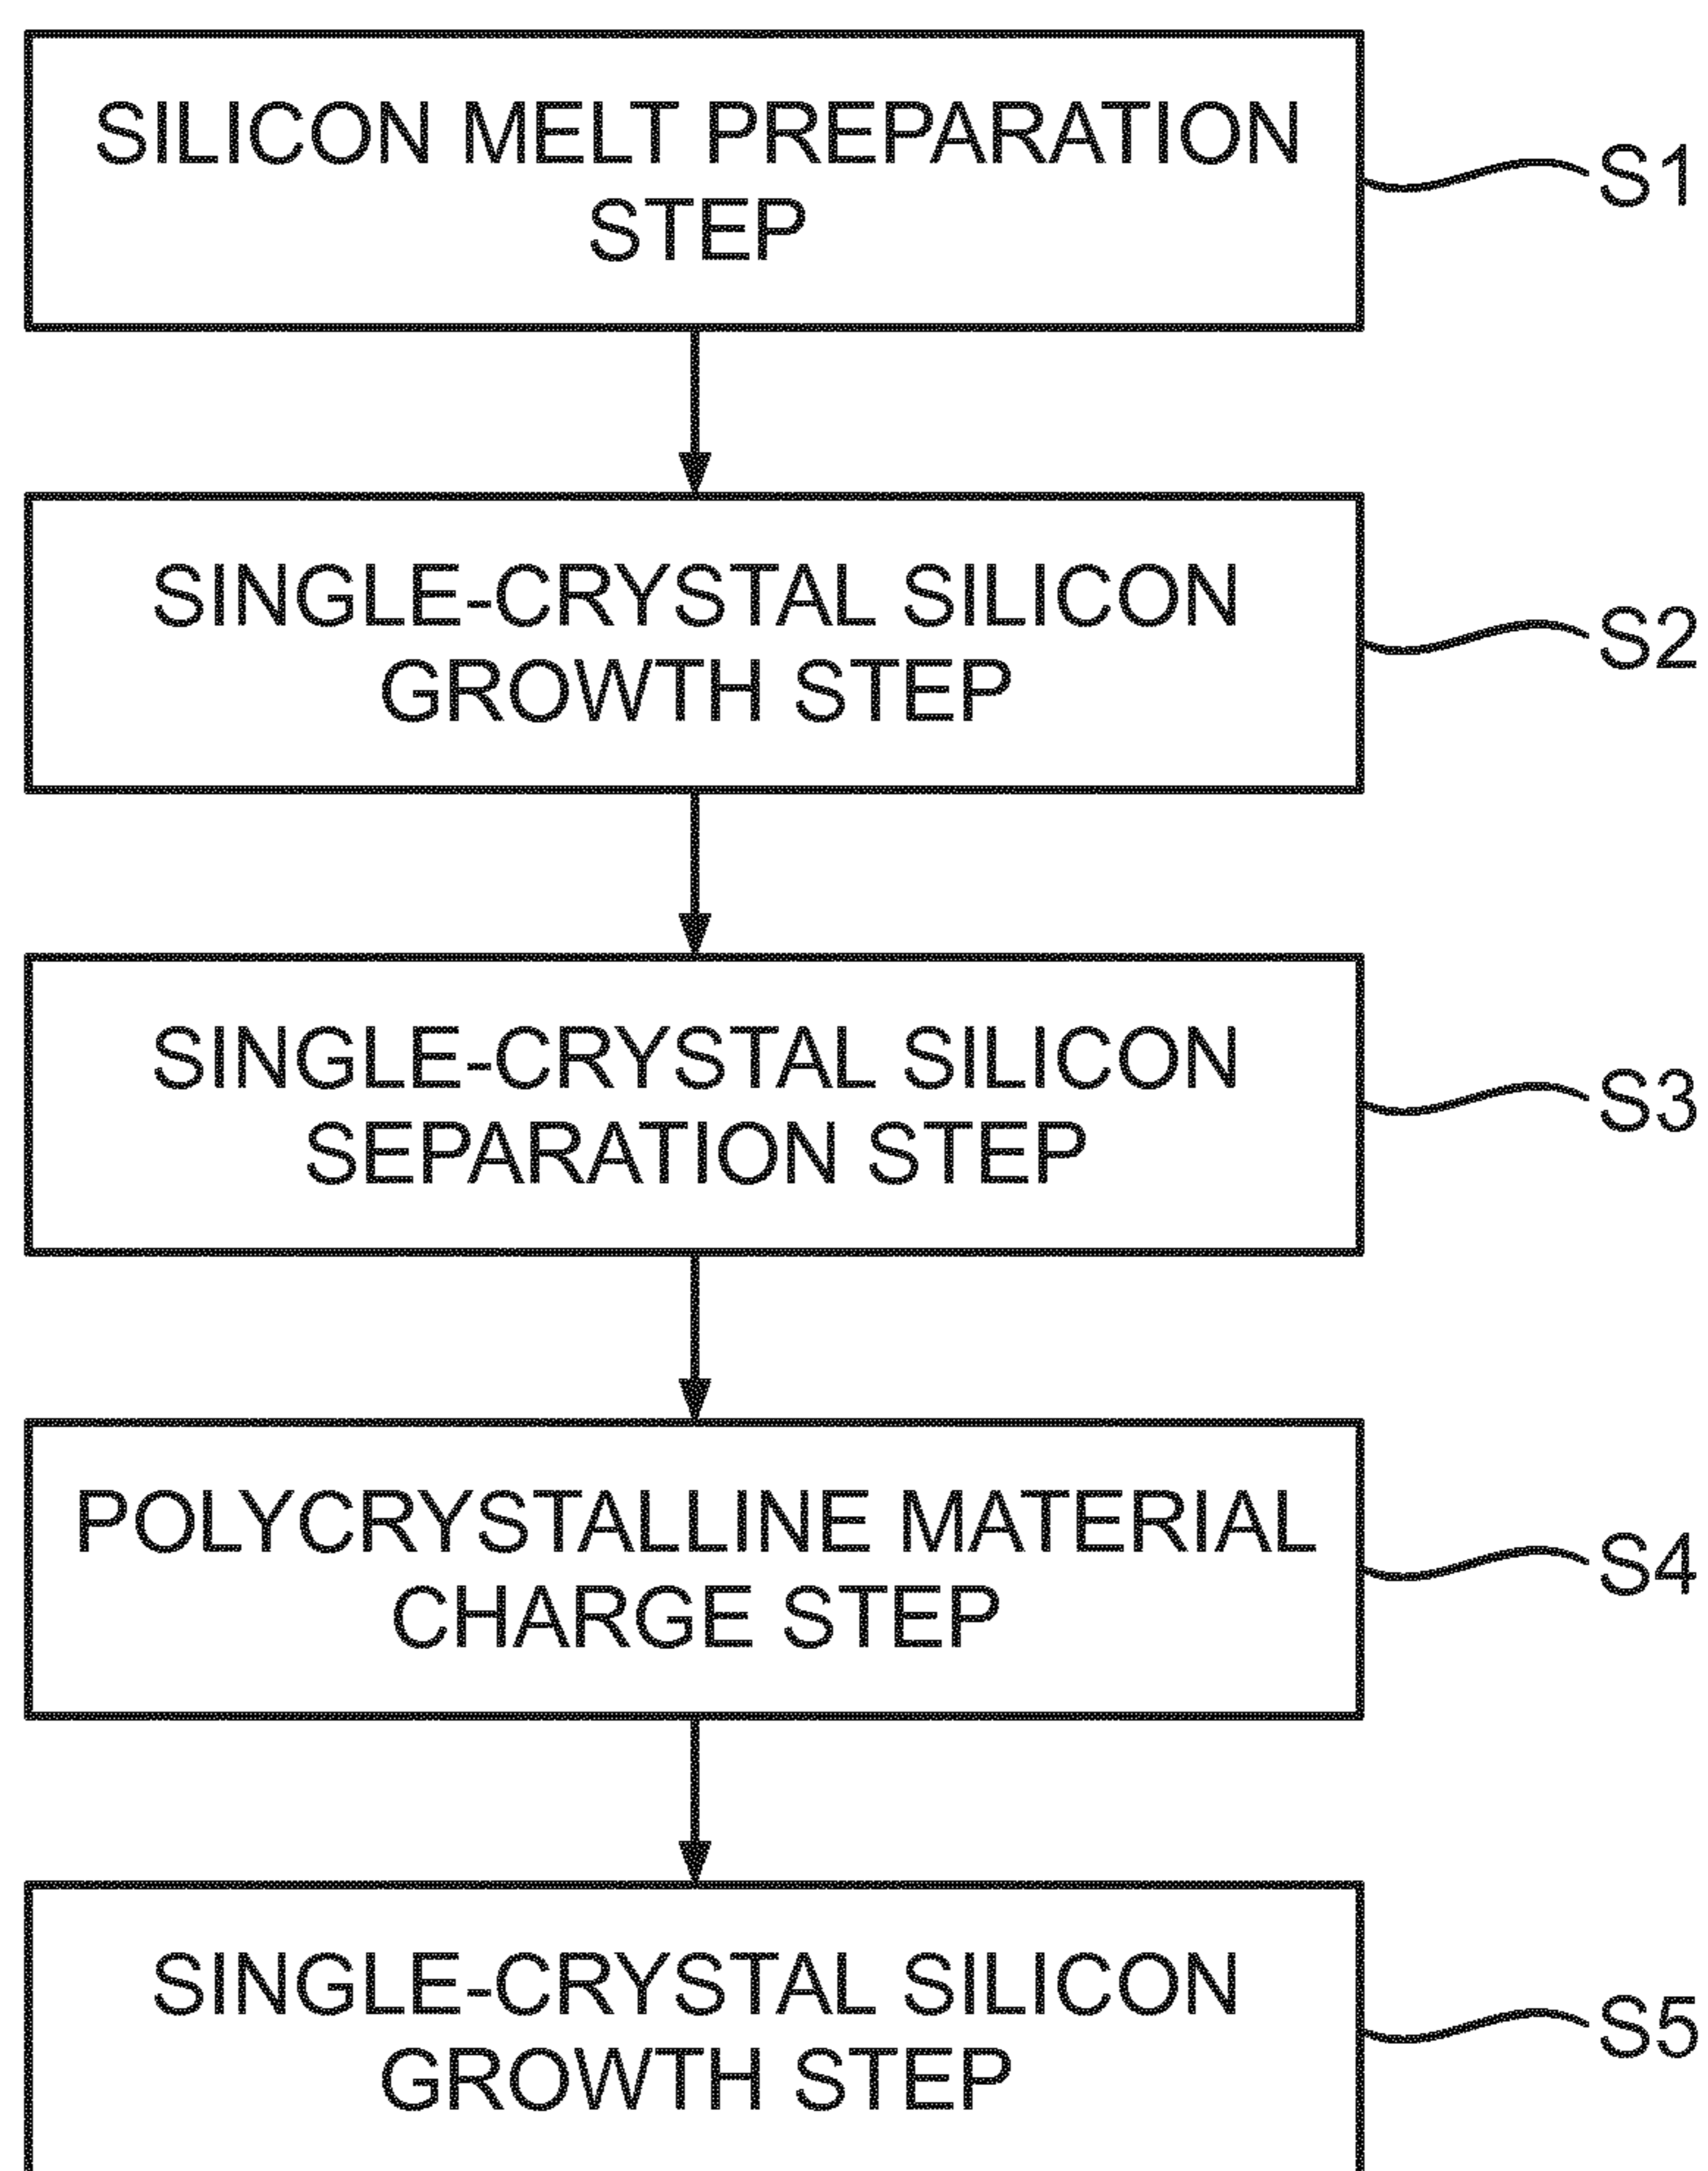 SILICON MELT PREPARATION
STEP
S1
SINGLE-CRYSTAL SILICON
GROWTH STEP
S2
SINGLE-CRYSTAL SILICON
SEPARATION STEP
S3
POLYCRYSTALLINE MATERIAL
CHARGE STEP
S4
SINGLE-CRYSTAL SILICON
GROWTH STEP
S5